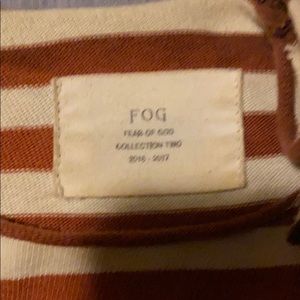 FOG
FEAR OF GOD
COLLECTION TWO
2016 - 2017